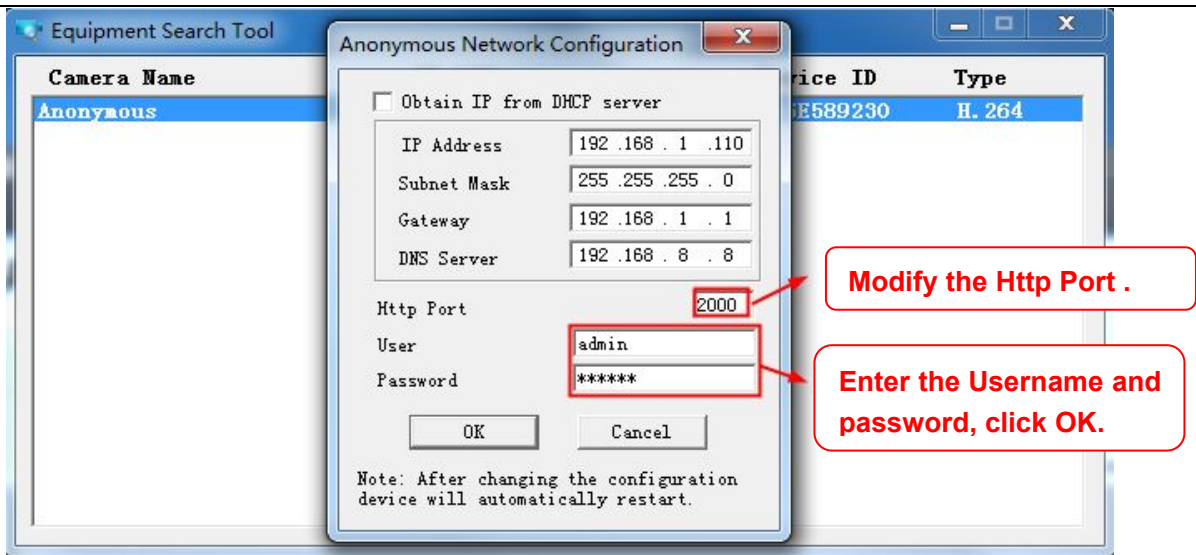 Equipment Search Tool
Anonymous Network Configuration
Camera Name
vice ID
Type
Anonymous
5E589230
H.264
Obtain IP from DHCP server
IP Address
192 .168 . 1 .110
Subnet Mask
255 .255 .255 . 0
Gateway
192 .168 . 1 . 1
DNS Server
192 .168 . 8 . 8
Http Port
2000
Modify the Http Port .
User
admin
Password
******
Enter the Username and
password, click OK.
OK
Cancel
Note: After changing the configuration
device will automatically restart.